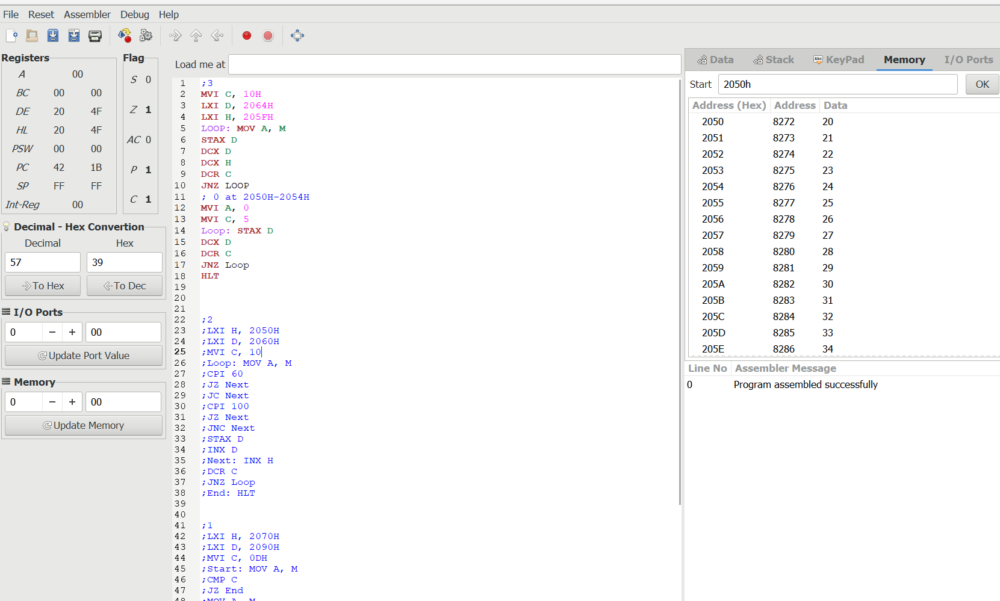 File Reset Assembler Debug Help
Registers
A 00
BC 00 00
DE 20 4F
HL 20 4F
PSW 00 00
PC 42 1B
SP FF FF
Int-Reg 00
Flag
S 0
Z 1
AC 0
P 1
C 1
Decimal - Hex Convertion
Decimal Hex
57 39
To Hex To Dec
I/O Ports
0 − + 00
Update Port Value
Memory
0 − + 00
Update Memory
Load me at
1 ;3
2 MVI C, 10H
3 LXI D, 2064H
4 LXI H, 205FH
5 LOOP: MOV A, M
6 STAX D
7 DCX D
8 DCX H
9 DCR C
10 JNZ LOOP
11 ; 0 at 2050H-2054H
12 MVI A, 0
13 MVI C, 5
14 Loop: STAX D
15 DCX D
16 DCR C
17 JNZ Loop
18 HLT
19
20
21
22 ;2
23 ;LXI H, 2050H
24 ;LXI D, 2060H
25 ;MVI C, 10
26 ;Loop: MOV A, M
27 ;CPI 60
28 ;JZ Next
29 ;JC Next
30 ;CPI 100
31 ;JZ Next
32 ;JNC Next
33 ;STAX D
34 ;INX D
35 ;Next: INX H
36 ;DCR C
37 ;JNZ Loop
38 ;End: HLT
39
40
41 ;1
42 ;LXI H, 2070H
43 ;LXI D, 2090H
44 ;MVI C, 0DH
45 ;Start: MOV A, M
46 ;CMP C
47 ;JZ End
48 ;MOV A, M
Data Stack KeyPad Memory I/O Ports
Start 2050h OK
Address (Hex) Address Data
2050 8272 20
2051 8273 21
2052 8274 22
2053 8275 23
2054 8276 24
2055 8277 25
2056 8278 26
2057 8279 27
2058 8280 28
2059 8281 29
205A 8282 30
205B 8283 31
205C 8284 32
205D 8285 33
205E 8286 34
Line No Assembler Message
0 Program assembled successfully